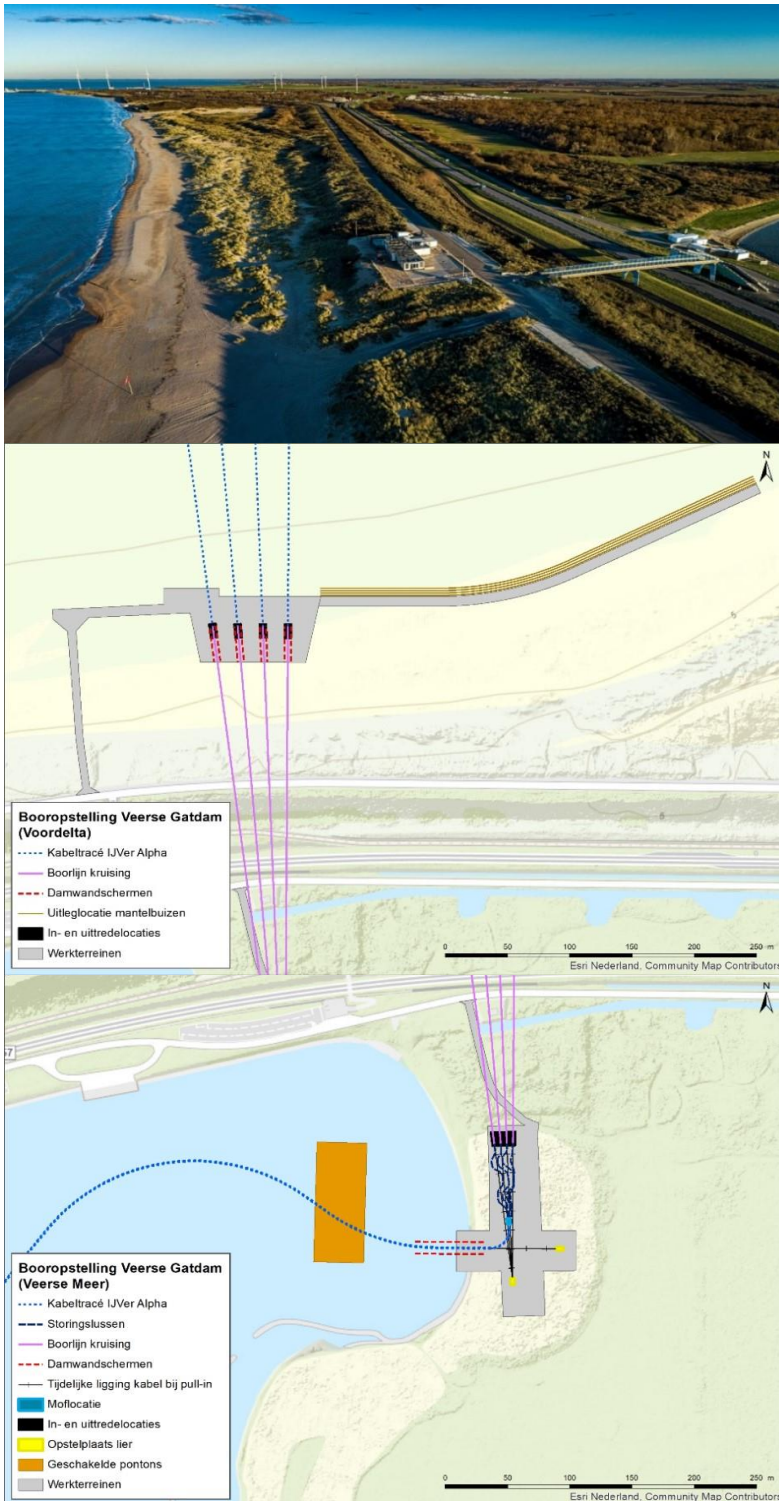 N
5
5
Booropstelling Veerse Gatdam
(Voordelta)
Kabeltracé IJVer Alpha
Boorlijn kruising
Damwandschermen
Uitleglocatie mantelbuizen
In- en uittredelocaties
Werkterreinen
0 50 100 150 200 250 m
Esri Nederland, Community Map Contributors
N
57
Booropstelling Veerse Gatdam
(Veerse Meer)
Kabeltracé IJVer Alpha
Storingslussen
Boorlijn kruising
Damwandschermen
Tijdelijke ligging kabel bij pull-in
Moflocatie
In- en uittredelocaties
Opstelplaats lier
Geschakelde pontons
Werkterreinen
0 50 100 150 200 250 m
Esri Nederland, Community Map Contributors